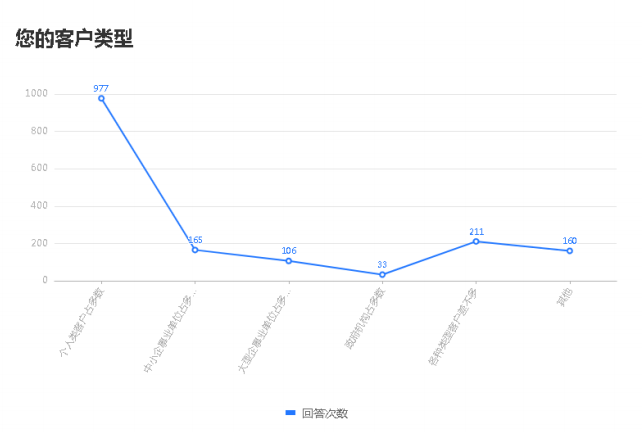 您的客户类型
1000
800
600
400
200
0
977
165
106
33
211
160
个人类客户占多数
中小企事业单位占多...
大型企事业单位占多...
政府机构占多数
各种类型客户差不多
其他
回答次数